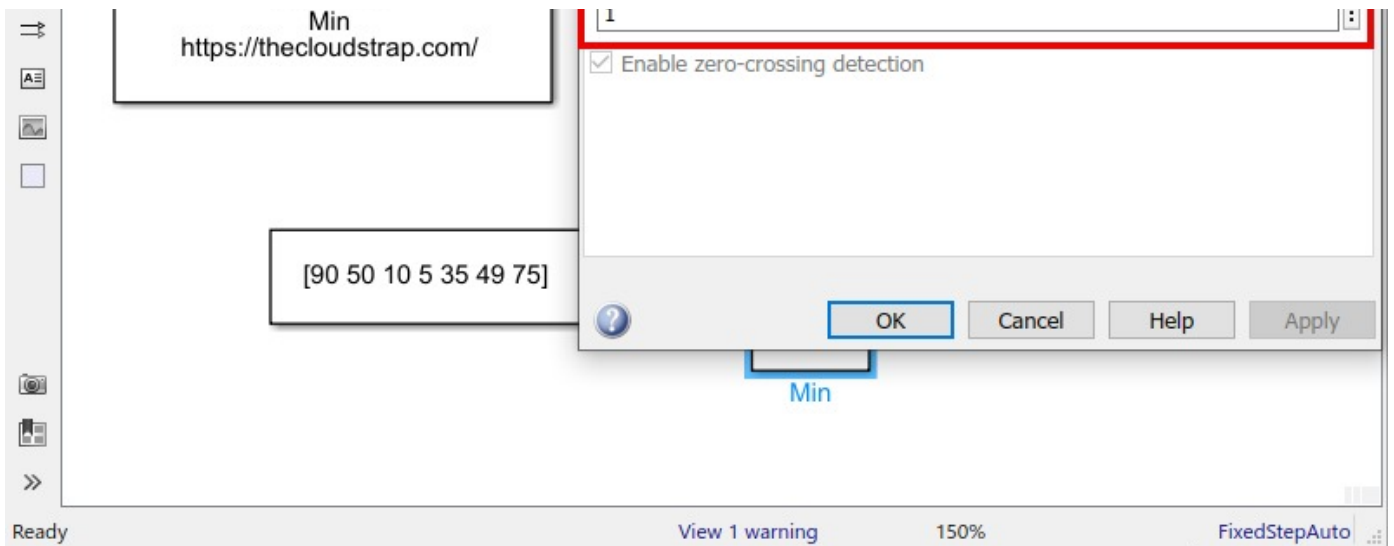 Min
https://thecloudstrap.com/
1
Enable zero-crossing detection
[90 50 10 5 35 49 75]
OK
Cancel
Help
Apply
Min
Ready
View 1 warning
150%
FixedStepAuto